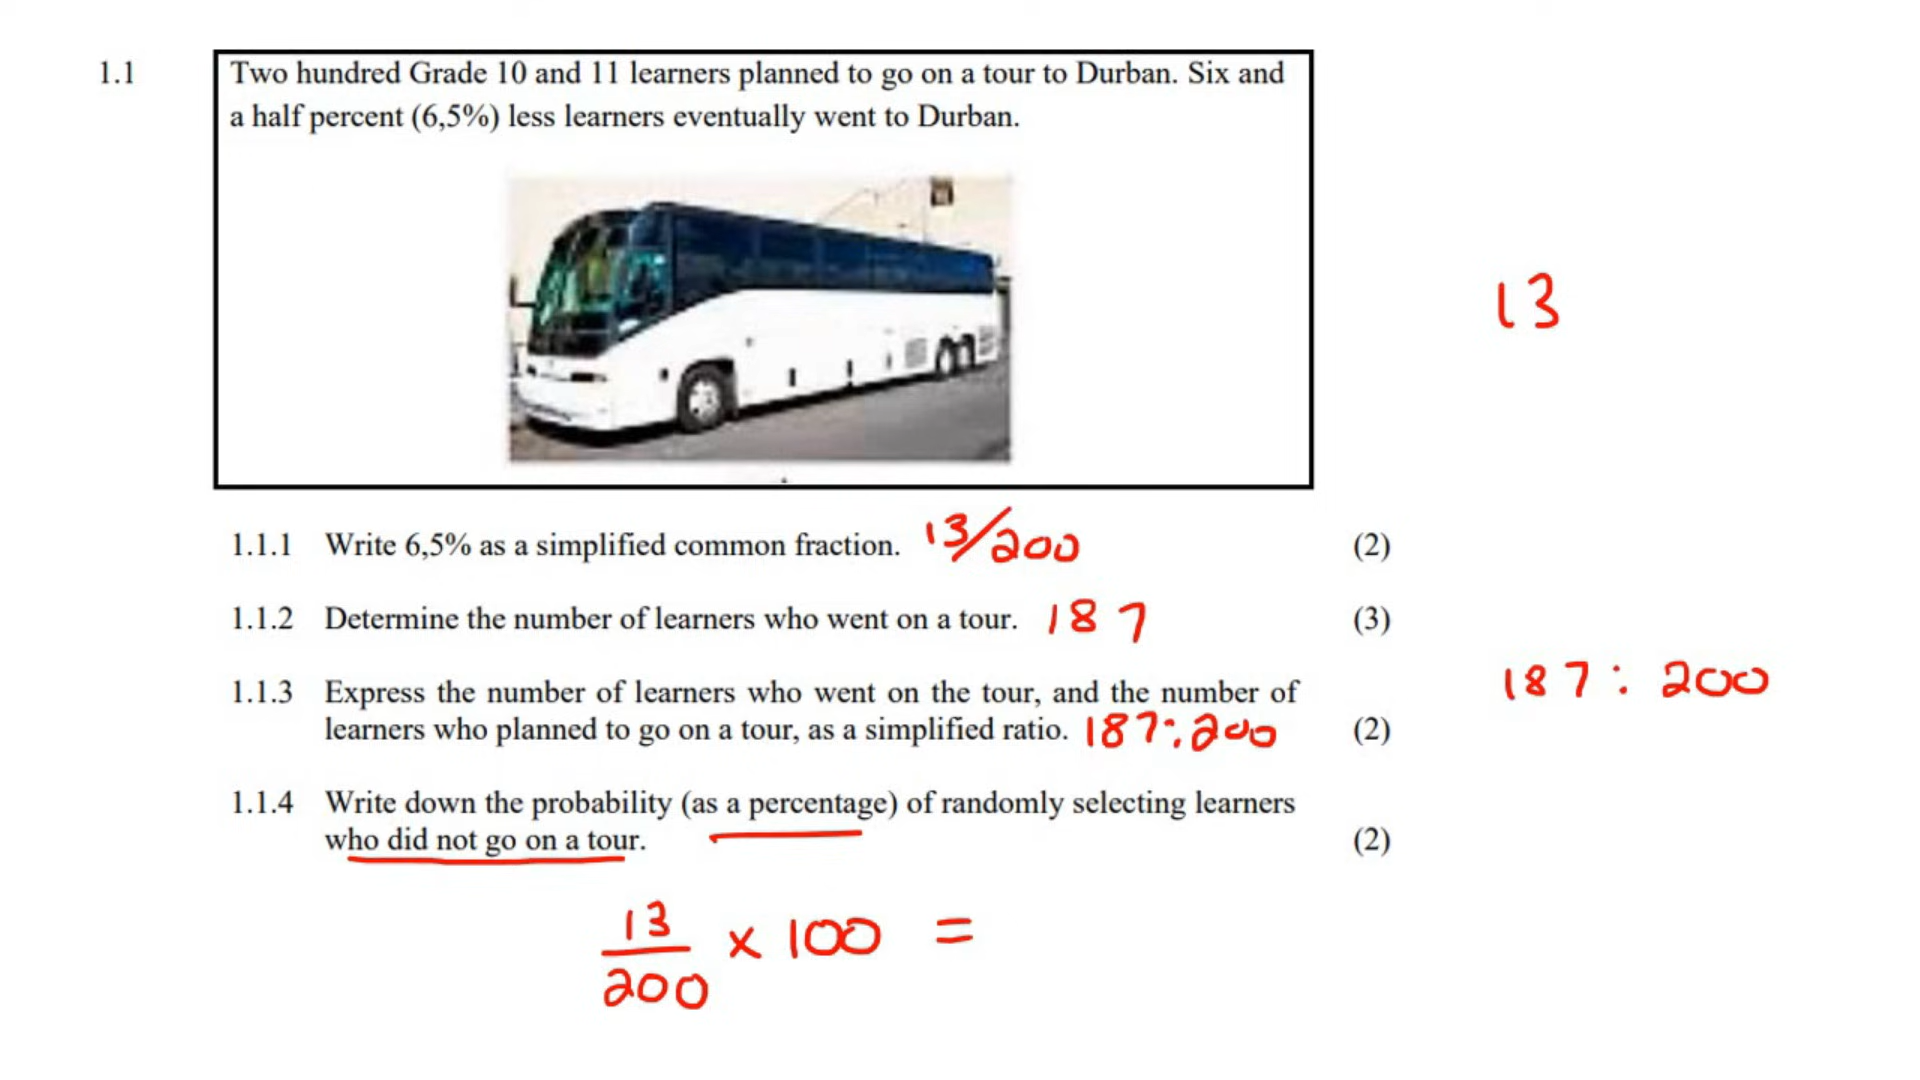 1.1 Two hundred Grade 10 and 11 learners planned to go on a tour to Durban. Six and
a half percent (6,5%) less learners eventually went to Durban.
13
1.1.1 Write 6,5% as a simplified common fraction. 13/200 (2)
1.1.2 Determine the number of learners who went on a tour. 187 (3)
187 : 200
1.1.3 Express the number of learners who went on the tour, and the number of
learners who planned to go on a tour, as a simplified ratio. 187:200 (2)
1.1.4 Write down the probability (as a percentage) of randomly selecting learners
who did not go on a tour. (2)
13/200 × 100 =